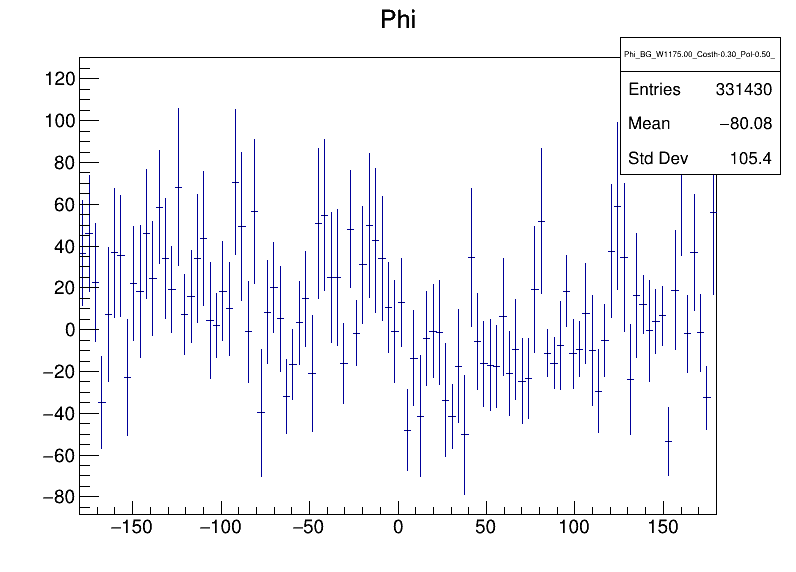 Phi
Phi_BG_W1175.00_Costh-0.30_Pol-0.50_
Entries 331430
Mean −80.08
Std Dev 105.4
120
100
80
60
40
20
0
−20
−40
−60
−80
−150 −100 −50 0 50 100 150